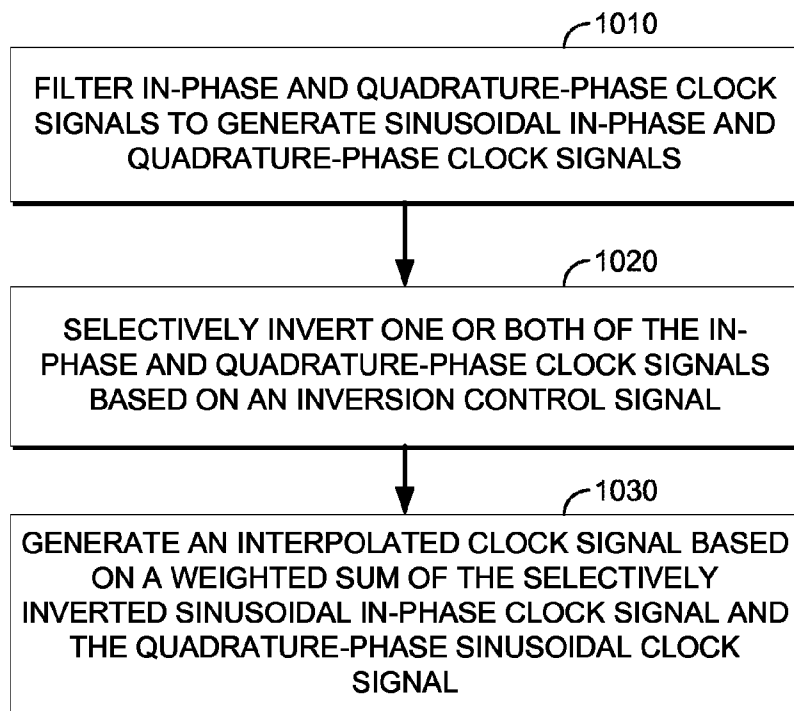 1010
FILTER IN-PHASE AND QUADRATURE-PHASE CLOCK
SIGNALS TO GENERATE SINUSOIDAL IN-PHASE AND
QUADRATURE-PHASE CLOCK SIGNALS
1020
SELECTIVELY INVERT ONE OR BOTH OF THE IN-
PHASE AND QUADRATURE-PHASE CLOCK SIGNALS
BASED ON AN INVERSION CONTROL SIGNAL
1030
GENERATE AN INTERPOLATED CLOCK SIGNAL BASED
ON A WEIGHTED SUM OF THE SELECTIVELY
INVERTED SINUSOIDAL IN-PHASE CLOCK SIGNAL AND
THE QUADRATURE-PHASE SINUSOIDAL CLOCK
SIGNAL